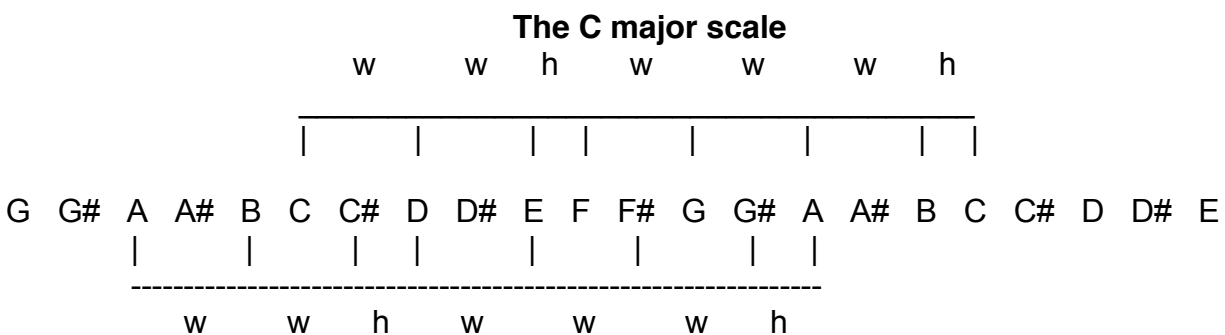 The C major scale
w w h w w w h
G G# A A# B C C# D D# E F F# G G# A A# B C C# D D# E
w w h w w w h